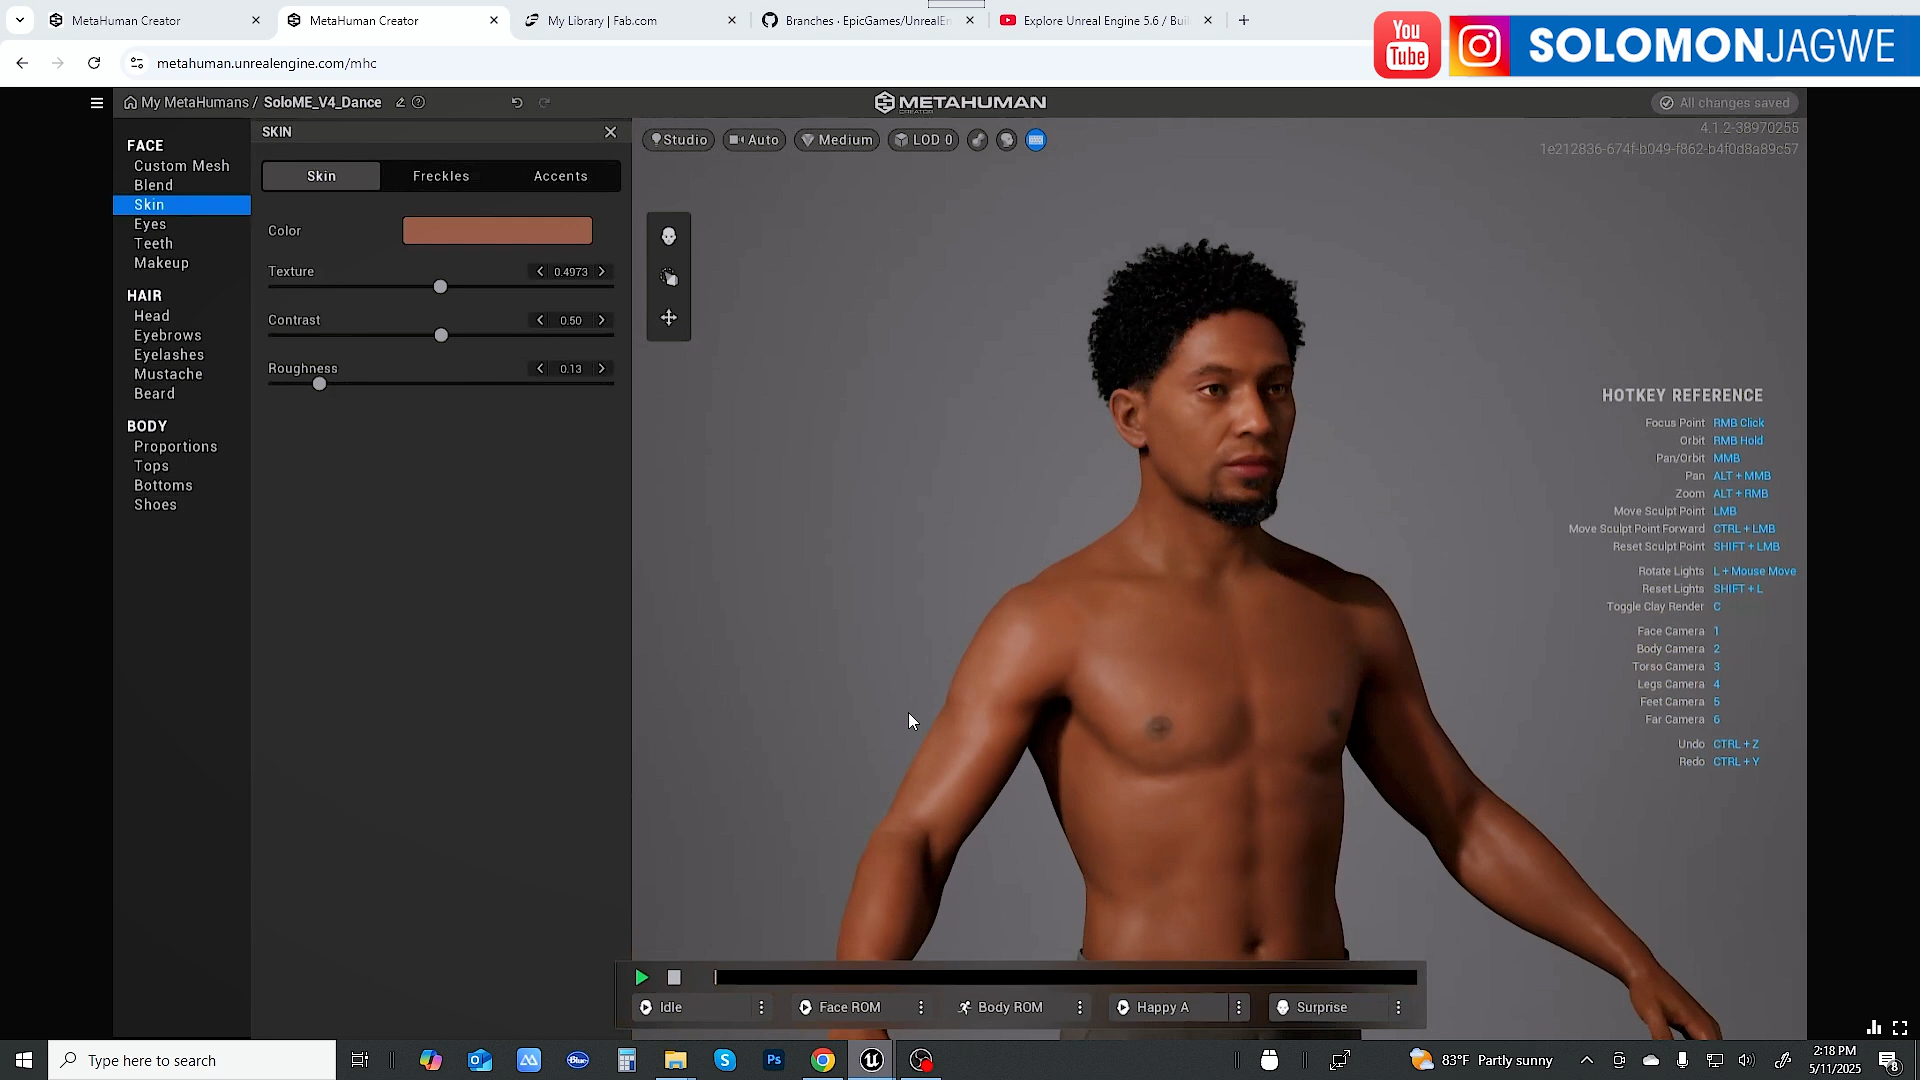 MetaHuman Creator
MetaHuman Creator
My Library | Fab.com
Branches · EpicGames/UnrealEn
Explore Unreal Engine 5.6 / Bui
metahuman.unrealengine.com/mhc
You
Tube
SOLOMONJAGWE
My MetaHumans / SoloME_V4_Dance
METAHUMAN
CREATOR
All changes saved
4.1.2-38970255
1e212836-674f-b049-f862-b4f0d8a89c57
FACE
Custom Mesh
Blend
Skin
Eyes
Teeth
Makeup
HAIR
Head
Eyebrows
Eyelashes
Mustache
Beard
BODY
Proportions
Tops
Bottoms
Shoes
SKIN
Skin
Freckles
Accents
Color
Texture
0.4973
Contrast
0.50
Roughness
0.13
Studio
Auto
Medium
LOD 0
HOTKEY REFERENCE
Focus Point RMB Click
Orbit RMB Hold
Pan/Orbit MMB
Pan ALT + MMB
Zoom ALT + RMB
Move Sculpt Point LMB
Move Sculpt Point Forward CTRL + LMB
Reset Sculpt Point SHIFT + LMB
Rotate Lights L + Mouse Move
Reset Lights SHIFT + L
Toggle Clay Render C
Face Camera 1
Body Camera 2
Torso Camera 3
Legs Camera 4
Feet Camera 5
Far Camera 6
Undo CTRL + Z
Redo CTRL + Y
Idle
Face ROM
Body ROM
Happy A
Surprise
Type here to search
Blue
S
Ps
83°F Partly sunny
2:18 PM
5/11/2025
8